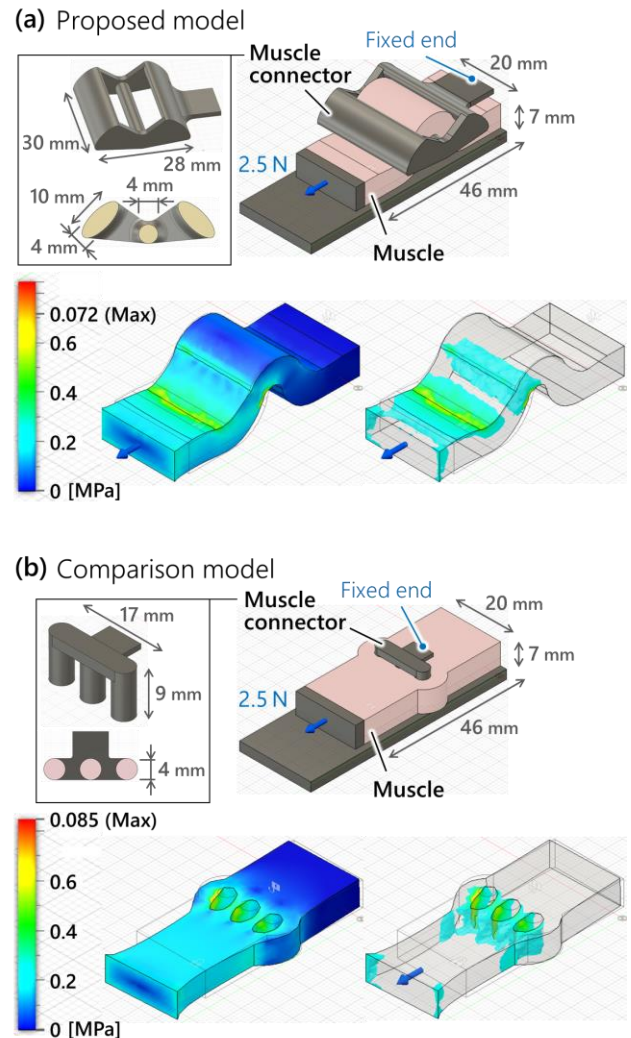 (a) Proposed model
Fixed end
Muscle
connector
20 mm
7 mm
30 mm
28 mm
2.5 N
10 mm
4 mm
46 mm
4 mm
Muscle
0.072 (Max)
0.6
0.4
0.2
0 [MPa]
(b) Comparison model
Fixed end
Muscle
connector
17 mm
20 mm
7 mm
9 mm
2.5 N
46 mm
4 mm
Muscle
0.085 (Max)
0.6
0.4
0.2
0 [MPa]